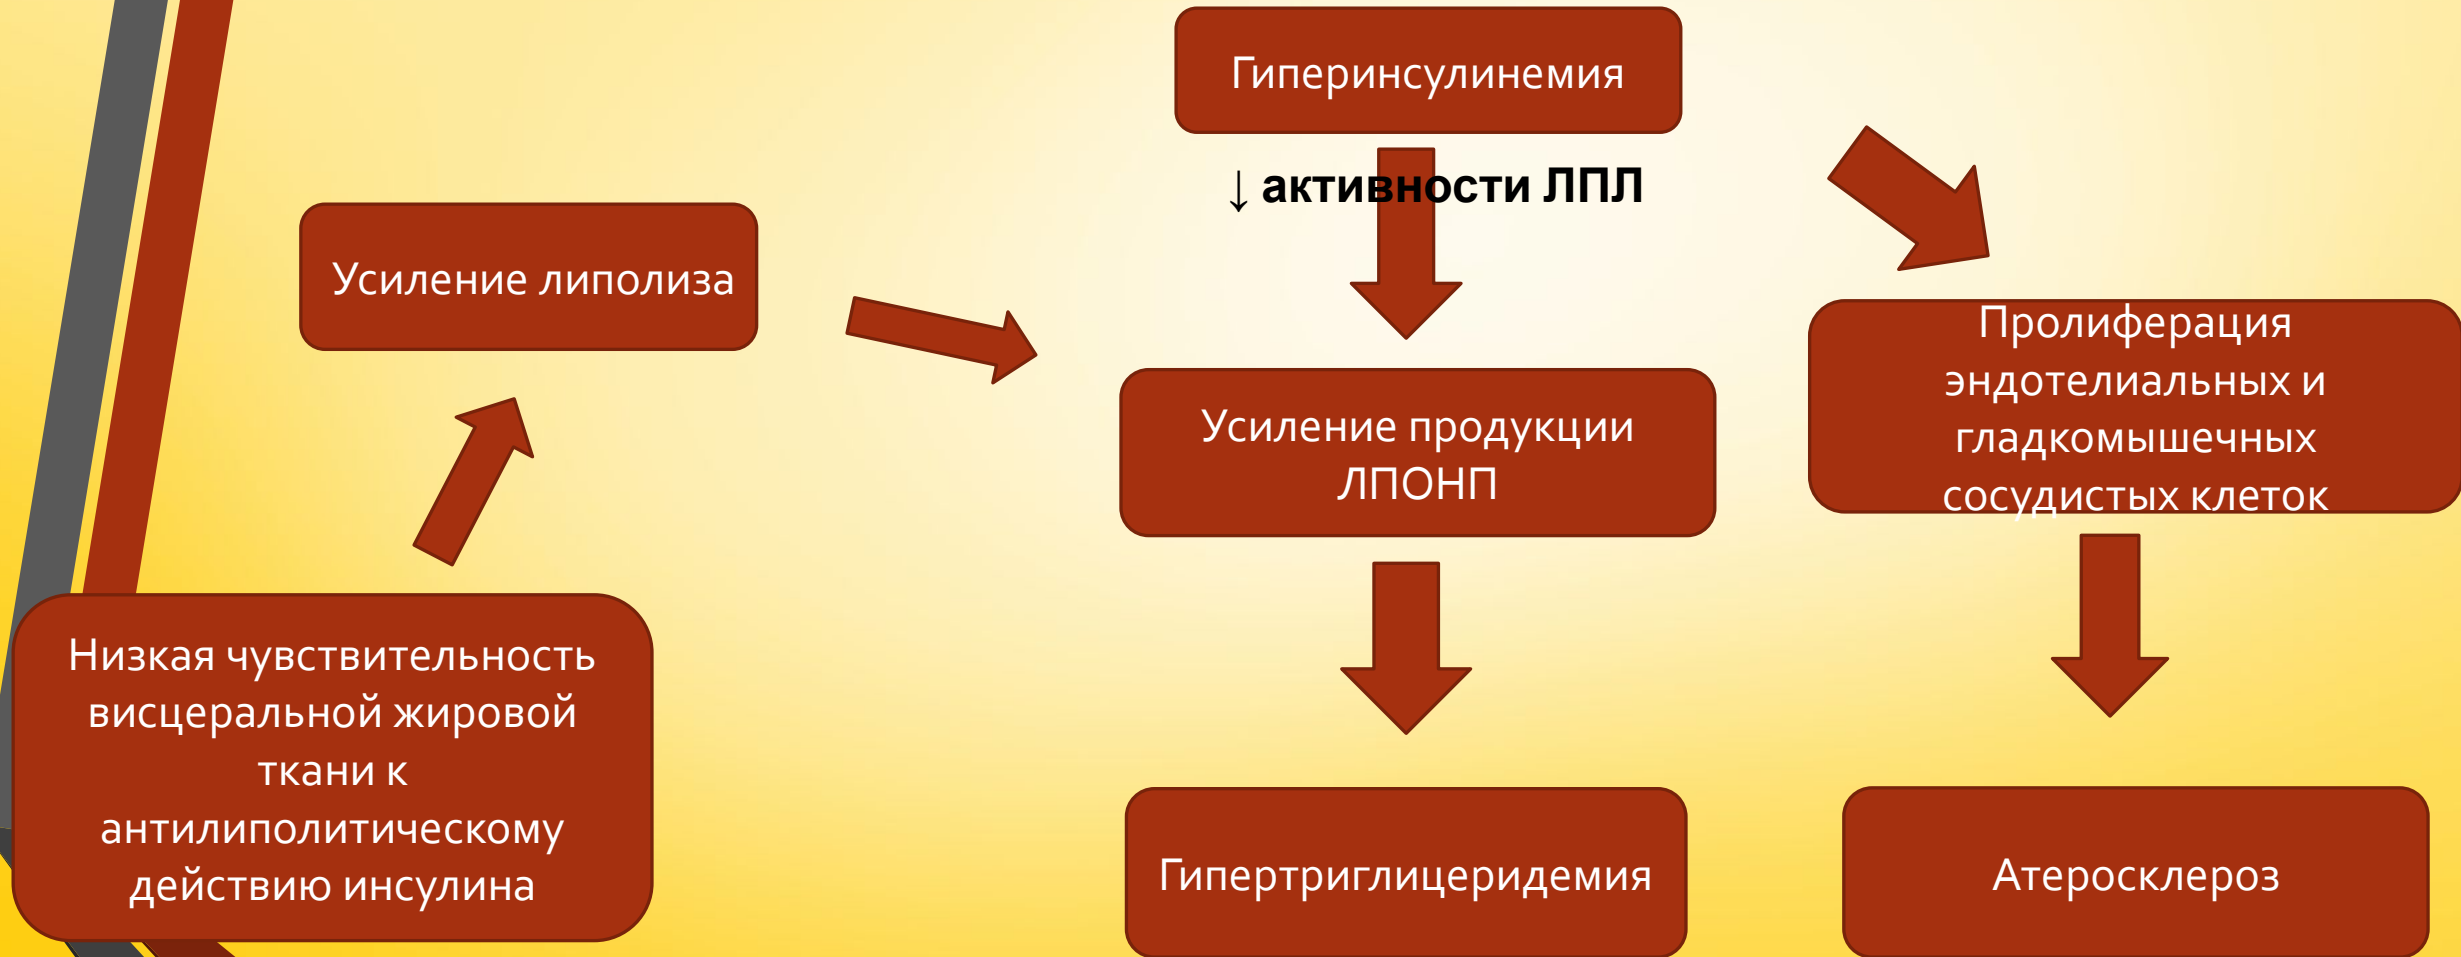 Гиперинсулинемия
↓ активности ЛПЛ
Усиление липолиза
Пролиферация
эндотелиальных и
гладкомышечных
сосудистых клеток
Усиление продукции
ЛПОНП
Низкая чувствительность
висцеральной жировой
ткани к
антилиполитическому
действию инсулина
Гипертриглицеридемия
Атеросклероз